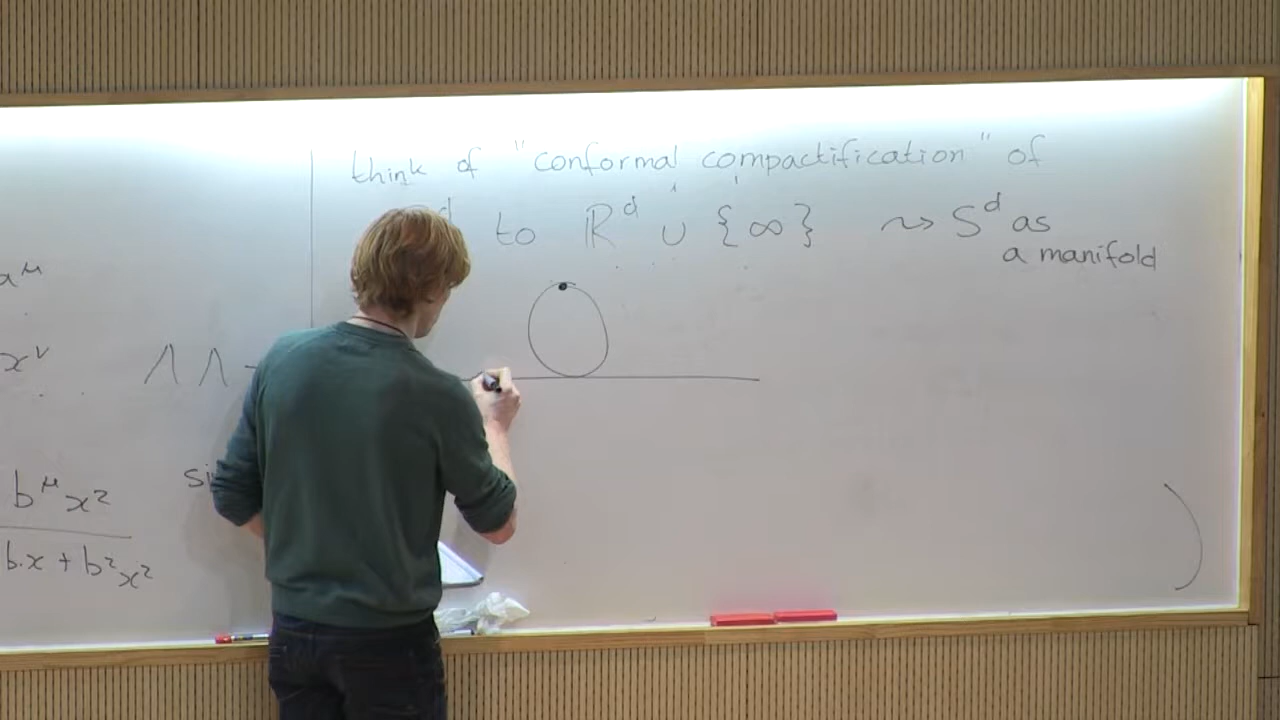 think of "conformal compactification" of
d to ℝ^d ∪ {∞} ⇝ S^d as
a manifold
a^μ
x^ν
b^μ x²
b.x + b² x²